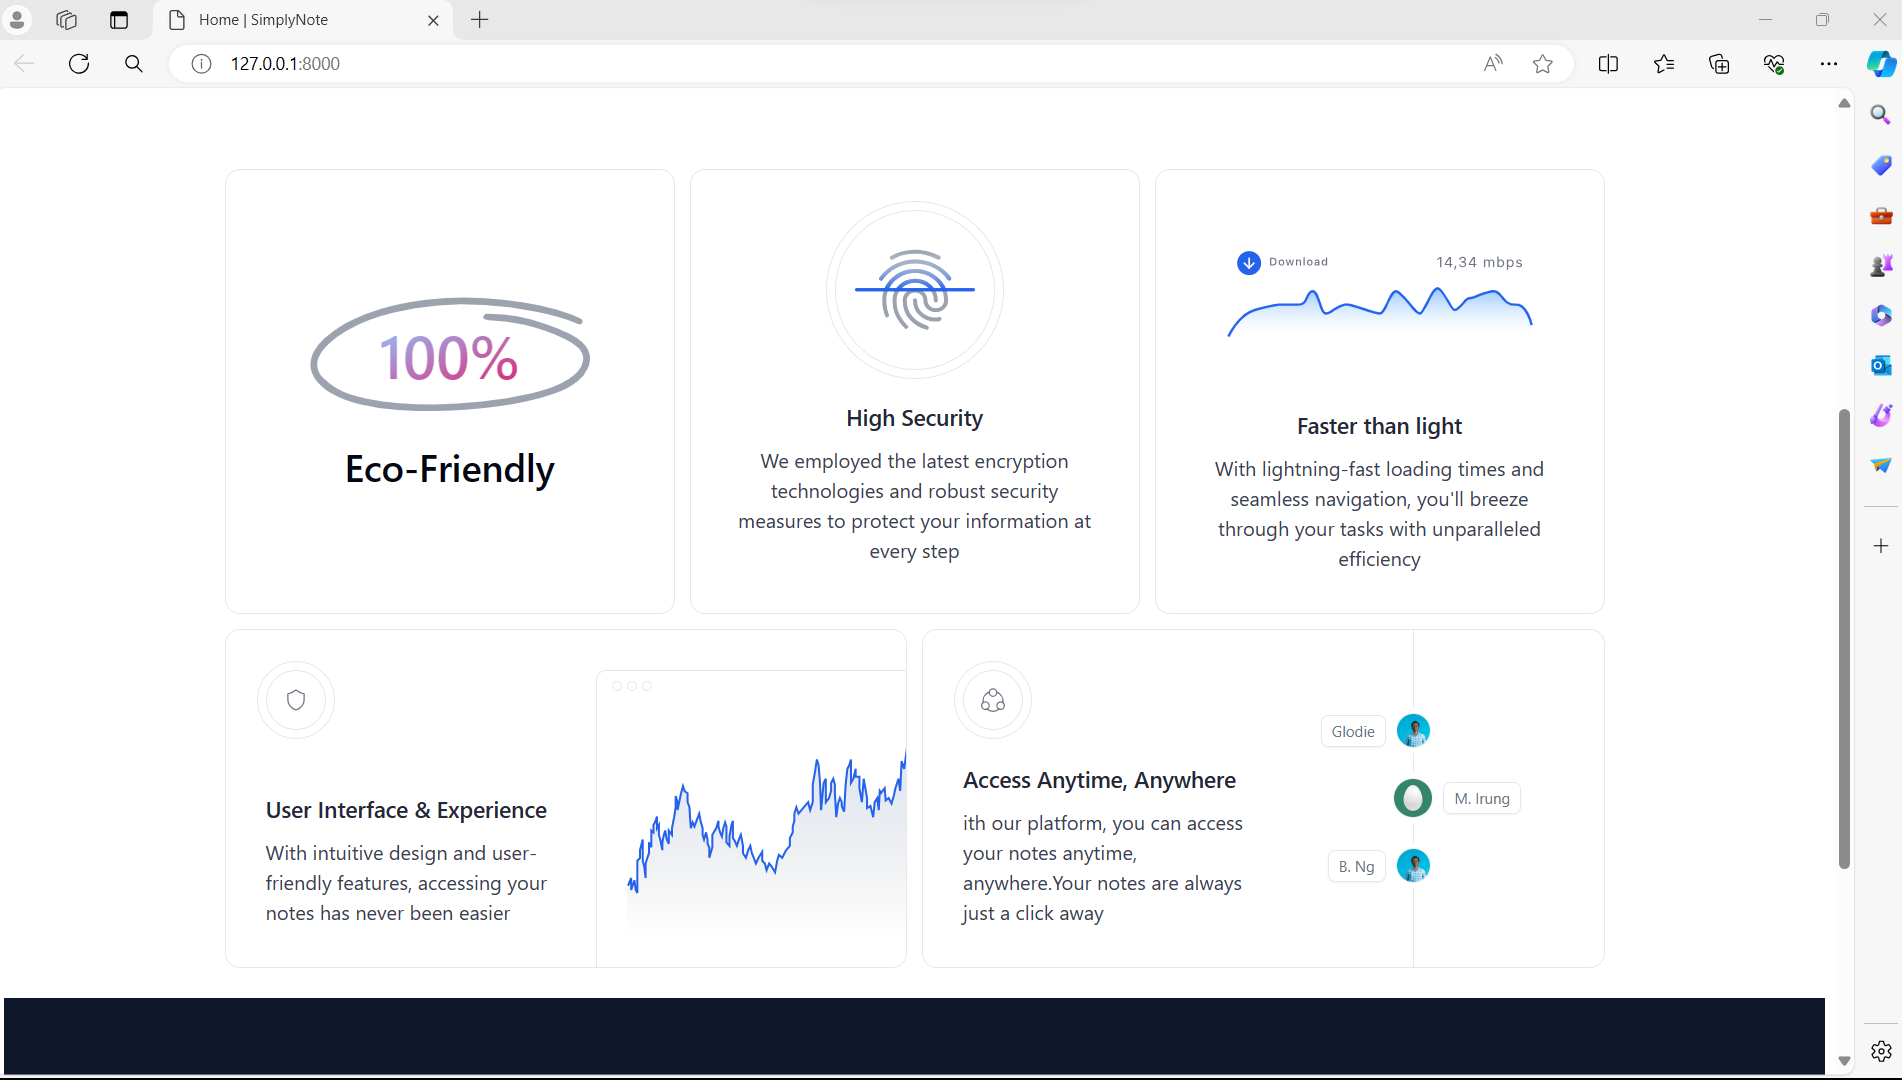 Home | SimplyNote
127.0.0.1:8000
100%
Eco-Friendly
High Security
We employed the latest encryption
technologies and robust security
measures to protect your information at
every step
Download
14,34 mbps
Faster than light
With lightning-fast loading times and
seamless navigation, you'll breeze
through your tasks with unparalleled
efficiency
User Interface & Experience
With intuitive design and user-
friendly features, accessing your
notes has never been easier
Access Anytime, Anywhere
ith our platform, you can access
your notes anytime,
anywhere.Your notes are always
just a click away
Glodie
M. Irung
B. Ng